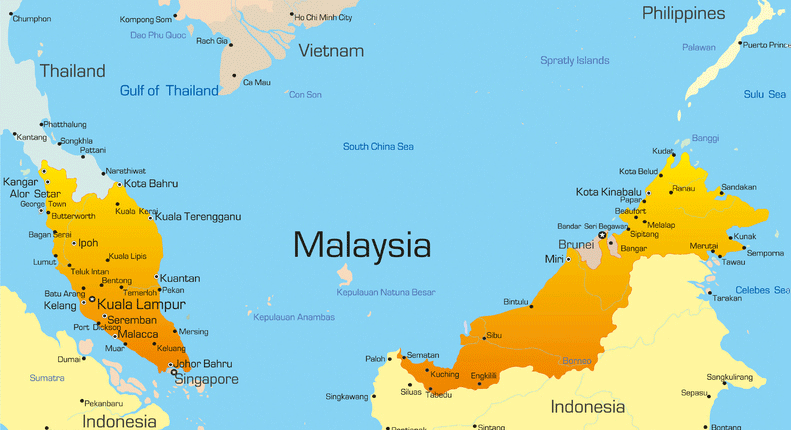 Philippines
Chumphon
Kompong Som
Ho Chi Minh City
Dao Phu Quoc
Rach Gia
Vietnam
Palawan
Puerto Princ
Spratly Islands
Thailand
Ca Mau
Gulf of Thailand
Con Son
Sulu Sea
Phatthalung
Kantang
Songkhla
Pattani
South China Sea
Banggi
Kudat
Narathiwat
Kota Belud
Kangar
Kota Bahru
Alor Setar
Kota Kinabalu
Ranau
Sandakan
George Town
Papar
Butterworth
Kuala Kerai
Kuala Terengganu
Beaufort
Melalap
Bandar Seri Begawan
Sipitang
Bagan Serai
Ipoh
Malaysia
Brunei
Bangar
Kunak
Merutai
Semporna
Lumut
Kuala Lipis
Miri
Tawau
Teluk Intan
Kuantan
Bentong
Temerloh
Pekan
Batu Arang
Kepulauan Natuna Besar
Celebes Sea
Tarakan
Kuala Lampur
Kelang
Bintulu
Seremban
Kepulauan Anambas
Port Dickson
Malacca
Mersing
Sibu
Muar
Keluang
Dumai
Paloh
Sematan
Borneo
Johor Bahru
Singapore
Kuching
Engkilili
Sumatra
Siluas
Tabedu
Sangkulirang
Singkawang
Sepasu
Pekanbaru
Indonesia
Indonesia
Sintang
Bontang